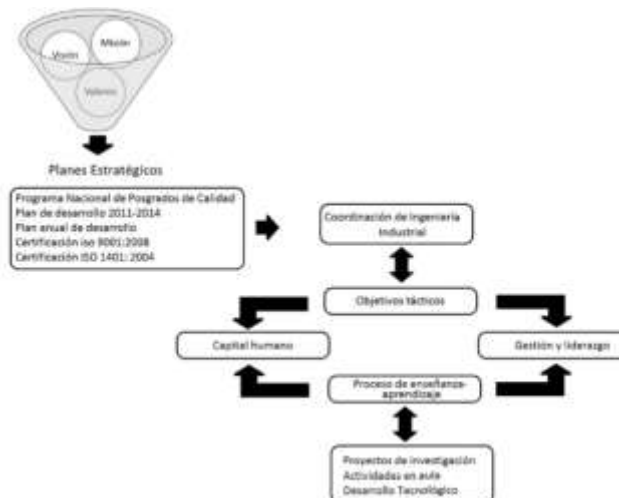 Misión
Visión
Valores
Planes Estratégicos
Programa Nacional de Posgrados de Calidad
Plan de desarrollo 2011-2014
Plan anual de desarrollo
Certificación iso 9001:2008
Certificación ISO 1401: 2004
Coordinación de Ingeniería
Industrial
Objetivos tácticos
Capital humano
Gestión y liderazgo
Proceso de enseñanza-
aprendizaje
Proyectos de investigación
Actividades en aula
Desarrollo Tecnológico